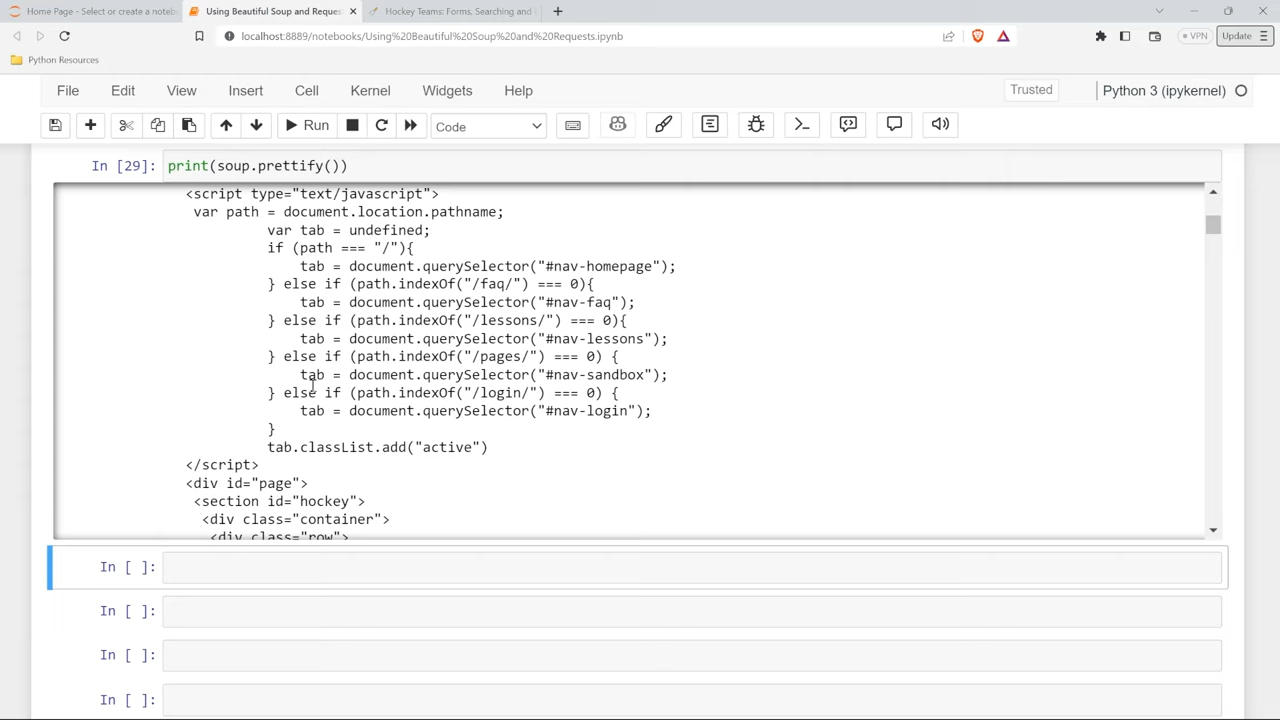 Home Page - Select or create a noteb
Using Beautiful Soup and Reques
Hockey Teams: Forms, Searching and
localhost:8889/notebooks/Using%20Beautiful%20Soup%20and%20Requests.ipynb
VPN
Update
Python Resources
File Edit View Insert Cell Kernel Widgets Help
Trusted
Python 3 (ipykernel)
Run
Code
In [29]: print(soup.prettify())
<script type="text/javascript">
var path = document.location.pathname;
var tab = undefined;
if (path === "/"){
tab = document.querySelector("#nav-homepage");
} else if (path.indexOf("/faq/") === 0){
tab = document.querySelector("#nav-faq");
} else if (path.indexOf("/lessons/") === 0){
tab = document.querySelector("#nav-lessons");
} else if (path.indexOf("/pages/") === 0) {
tab = document.querySelector("#nav-sandbox");
} else if (path.indexOf("/login/") === 0) {
tab = document.querySelector("#nav-login");
}
tab.classList.add("active")
</script>
<div id="page">
<section id="hockey">
<div class="container">
<div class="row">
In [ ]:
In [ ]:
In [ ]:
In [ ]: